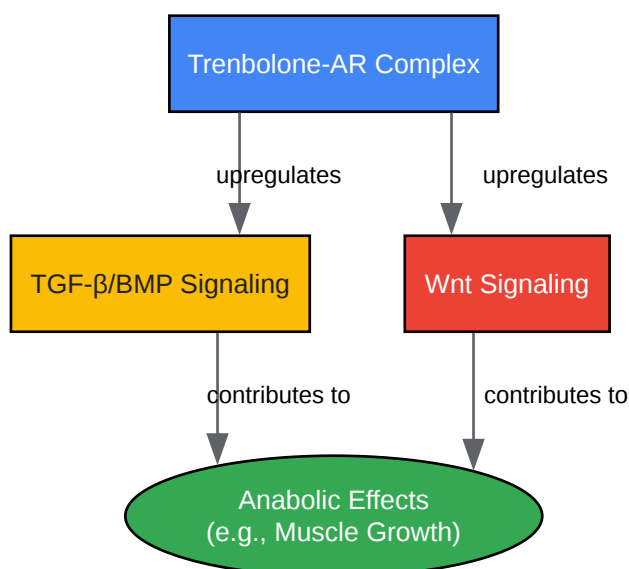 Trenbolone-AR Complex
upregulates
upregulates
TGF-β/BMP Signaling
Wnt Signaling
contributes to
contributes to
Anabolic Effects
(e.g., Muscle Growth)